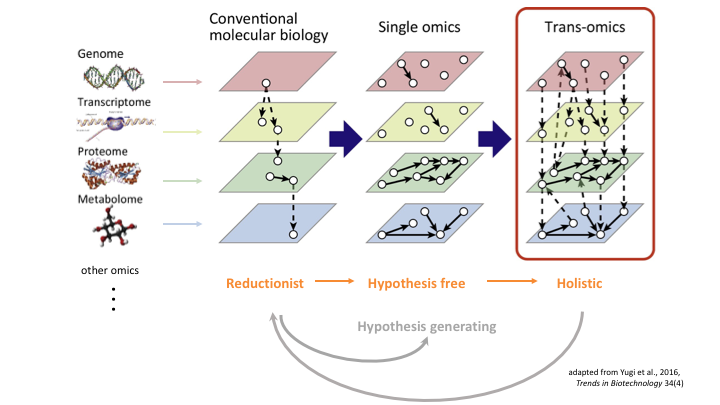 Conventional
molecular biology
Single omics
Trans-omics
Genome
Transcriptome
Proteome
Metabolome
other omics
Reductionist
Hypothesis free
Holistic
Hypothesis generating
adapted from Yugi et al., 2016,
Trends in Biotechnology 34(4)